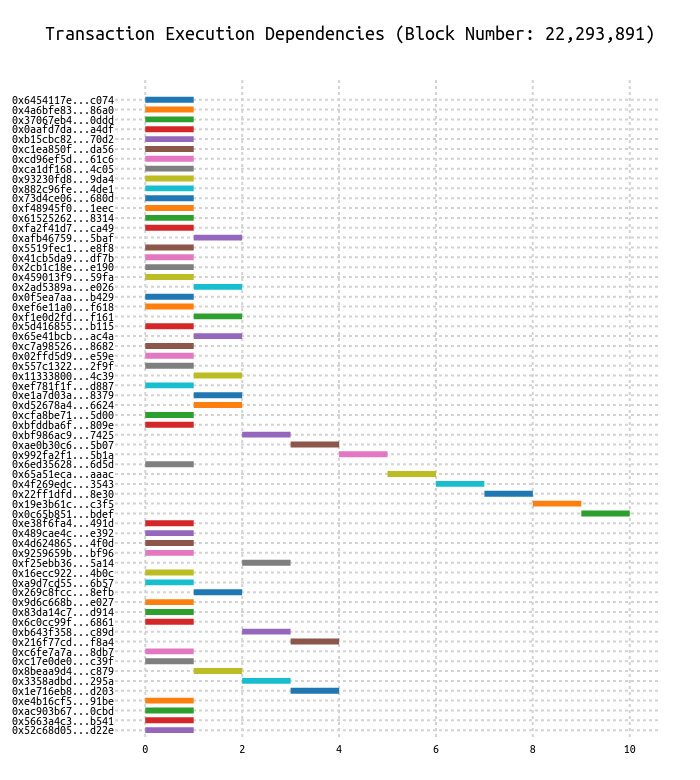 Transaction Execution Dependencies (Block Number: 22,293,891)
0x6454117e...c074
0x4a6bfe83...86a0
0x37067eb4...0ddd
0x0aafd7da...a4df
0xb15cbc82...70d2
0xc1ea850f...da56
0xcd96ef5d...61c6
0xca1df168...4c05
0x93230fd8...9da4
0x882c96fe...4de1
0x73d4ce06...680d
0xf48945f0...1eec
0x61525262...8314
0xfa2f41d7...ca49
0xafb46759...5baf
0x5519fec1...e8f8
0x41cb5da9...df7b
0x2cb1c18e...e190
0x459013f9...59fa
0x2ad5389a...e026
0x0f5ea7aa...b429
0xef6e11a0...f618
0xf1e0d2fd...f161
0x5d416855...b115
0x65e41bcb...ac4a
0xc7a98526...8682
0x02ffd5d9...e59e
0x557c1322...2f9f
0x11333800...4c39
0xef781f1f...d887
0xe1a7d03a...8379
0xd52678a4...6624
0xcfa8be71...5d00
0xbfddba6f...809e
0xbf986ac9...7425
0xae0b30c6...5b07
0x992fa2f1...5b1a
0x6ed35628...6d5d
0x65a51eca...aaac
0x4f269edc...3543
0x22ff1dfd...8e30
0x19e3b61c...c3f5
0x0c65b851...bdef
0xe38f6fa4...491d
0x489cae4c...e392
0x4d624865...4f0d
0x9259659b...bf96
0xf25ebb36...5a14
0x16ecc922...4b0c
0xa9d7cd55...6b57
0x269c8fcc...8efb
0x9d6c668b...e027
0x83da14c7...d914
0x6c0cc99f...6861
0xb643f358...c89d
0x216f77cd...f8a4
0xc6fe7a7a...8db7
0xc17e0de0...c39f
0x8beaa9d4...c879
0x3358adbd...295a
0x1e716eb8...d203
0xe4b16cf5...91be
0xac903b67...0cbd
0x5663a4c3...b541
0x52c68d05...d22e
0 2 4 6 8 10